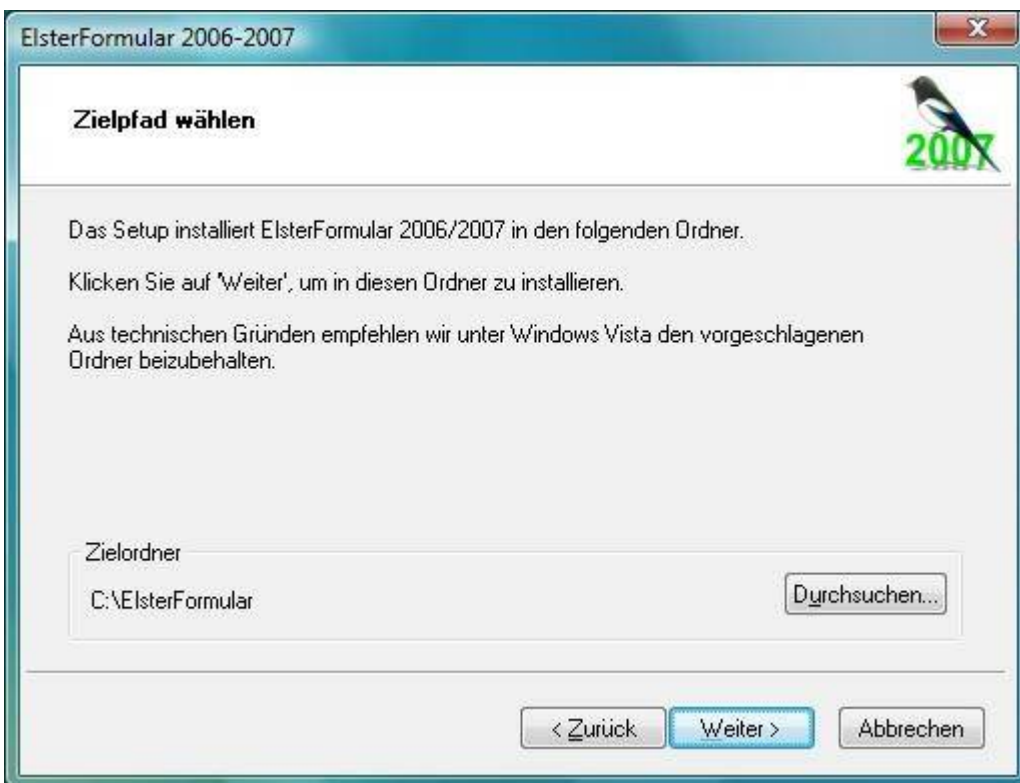 ElsterFormular 2006-2007
Zielpfad wählen
2007
Das Setup installiert ElsterFormular 2006/2007 in den folgenden Ordner.
Klicken Sie auf 'Weiter', um in diesen Ordner zu installieren.
Aus technischen Gründen empfehlen wir unter Windows Vista den vorgeschlagenen
Ordner beizubehalten.
Zielordner
C:\ElsterFormular
Durchsuchen...
< Zurück
Weiter >
Abbrechen